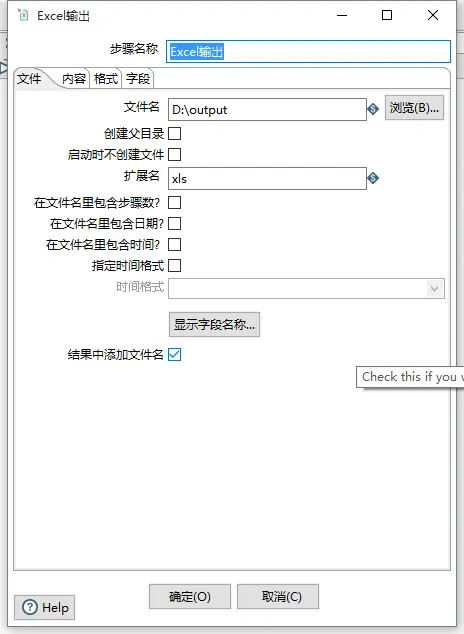 Excel输出
步骤名称 Excel输出
文件 内容 格式 字段
文件名 D:\output 浏览(B)...
创建父目录
启动时不创建文件
扩展名 xls
在文件名里包含步骤数?
在文件名里包含日期?
在文件名里包含时间?
指定时间格式
时间格式
显示字段名称...
结果中添加文件名
Check this if you
确定(O) 取消(C)
Help